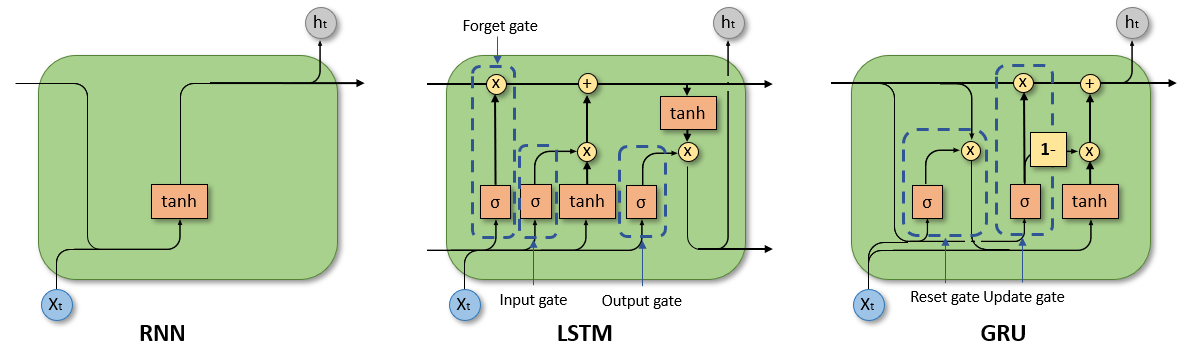 ht
tanh
Xt
RNN
Forget gate
ht
x
+
tanh
x
x
σ
σ
tanh
σ
Xt
Input gate
Output gate
LSTM
ht
x
+
x
1-
x
σ
σ
tanh
Xt
Reset gate
Update gate
GRU